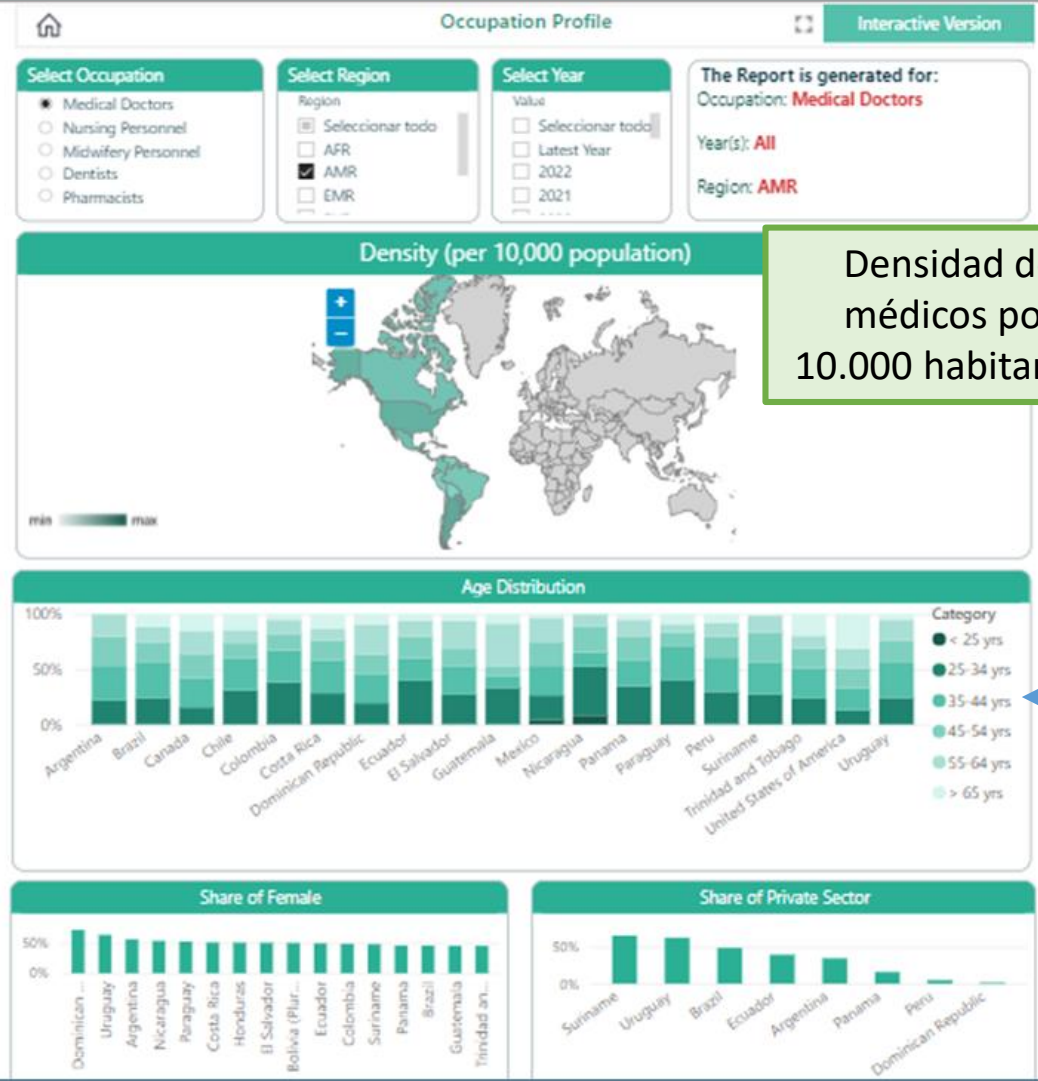 Occupation Profile
Interactive Version
Select Occupation
Medical Doctors
Nursing Personnel
Midwifery Personnel
Dentists
Pharmacists
Select Region
Region
Seleccionar todo
AFR
AMR
EMR
Select Year
Value
Seleccionar todo
Latest Year
2022
2021
The Report is generated for:
Occupation: Medical Doctors
Year(s): All
Region: AMR
Density (per 10,000 population)
+
−
min
max
Densidad d
médicos po
10.000 habitar
Age Distribution
100%
50%
0%
Argentina
Brazil
Canada
Chile
Colombia
Costa Rica
Dominican Republic
Ecuador
El Salvador
Guatemala
Mexico
Nicaragua
Panama
Paraguay
Peru
Suriname
Trinidad and Tobago
United States of America
Uruguay
Category
< 25 yrs
25-34 yrs
35-44 yrs
45-54 yrs
55-64 yrs
> 65 yrs
Share of Female
50%
0%
Dominican ...
Uruguay
Argentina
Nicaragua
Paraguay
Costa Rica
Honduras
El Salvador
Bolivia (Plur...
Ecuador
Colombia
Suriname
Panama
Brazil
Guatemala
Trinidad an...
Share of Private Sector
50%
0%
Suriname
Uruguay
Brazil
Ecuador
Argentina
Panama
Peru
Dominican Republic